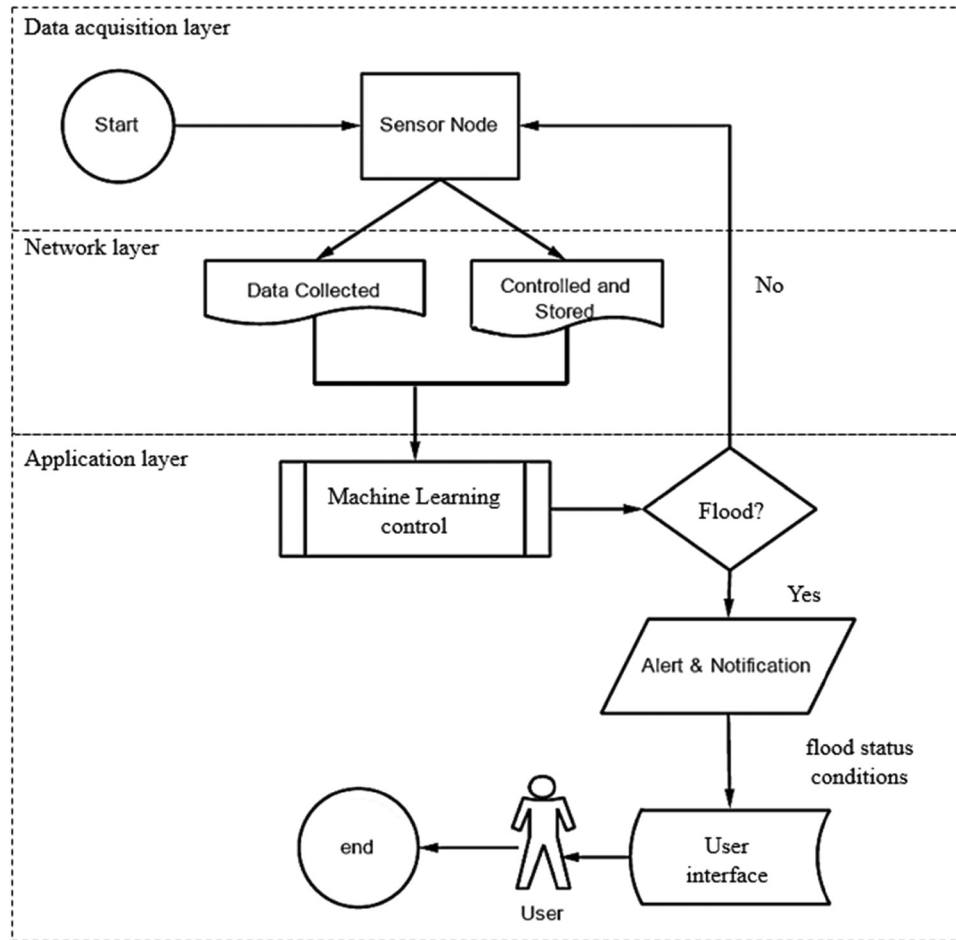 Data acquisition layer
Start
Sensor Node
Network layer
Data Collected
Controlled and
Stored
No
Application layer
Machine Learning
control
Flood?
Yes
Alert & Notification
flood status
conditions
end
User
User
interface